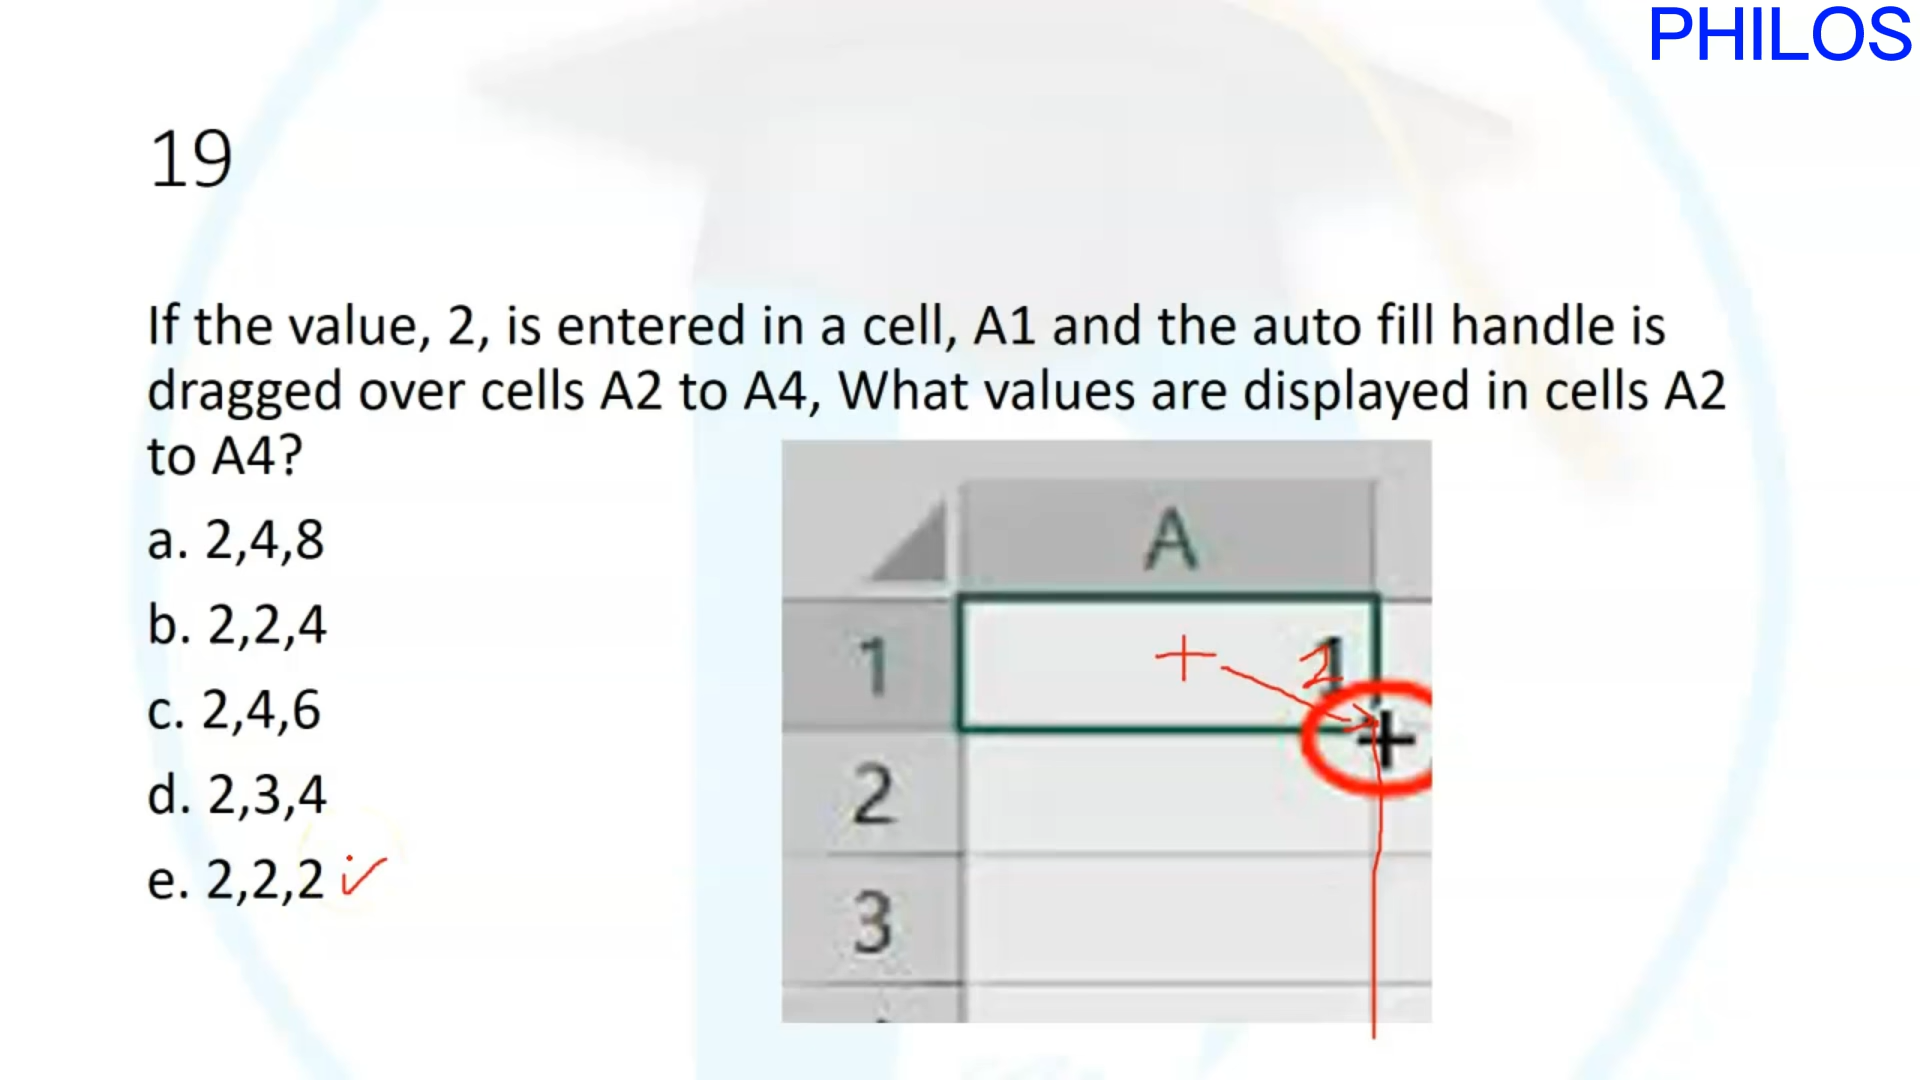 PHILOS
19
If the value, 2, is entered in a cell, A1 and the auto fill handle is
dragged over cells A2 to A4, What values are displayed in cells A2
to A4?
a. 2,4,8
b. 2,2,4
c. 2,4,6
d. 2,3,4
e. 2,2,2
A
1 1 2
2
3